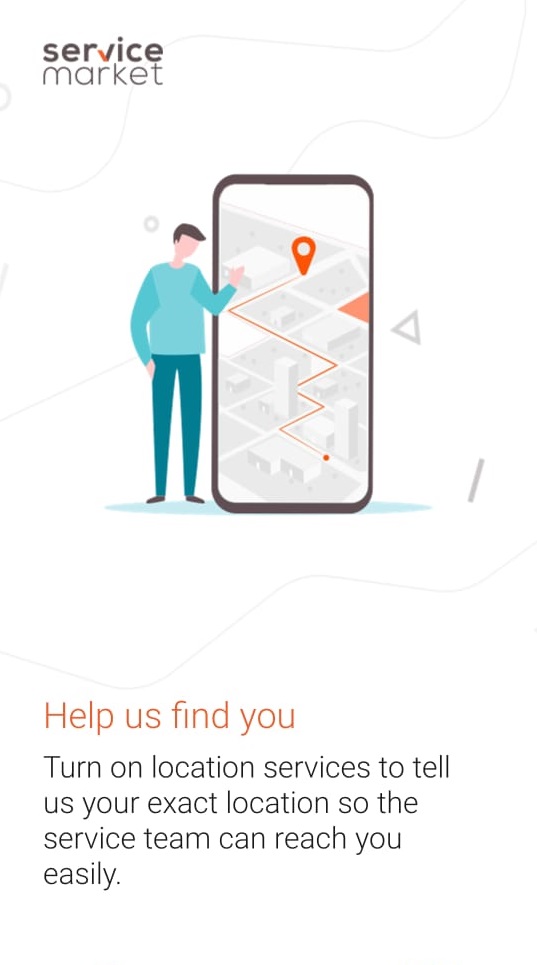 service
market
Help us find you
Turn on location services to tell
us your exact location so the
service team can reach you
easily.